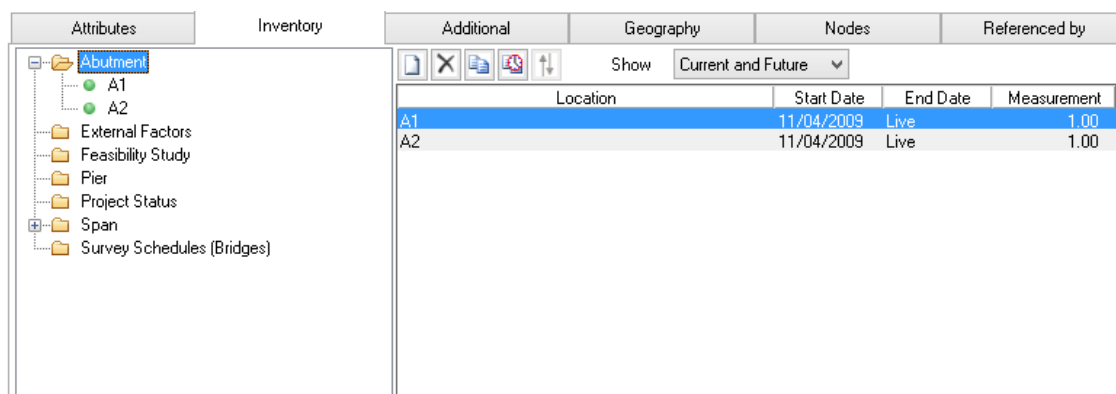 Attributes Inventory Additional Geography Nodes Referenced by
Abutment
A1
A2
External Factors
Feasibility Study
Pier
Project Status
Span
Survey Schedules (Bridges)
Show Current and Future
Location Start Date End Date Measurement
A1 11/04/2009 Live 1.00
A2 11/04/2009 Live 1.00